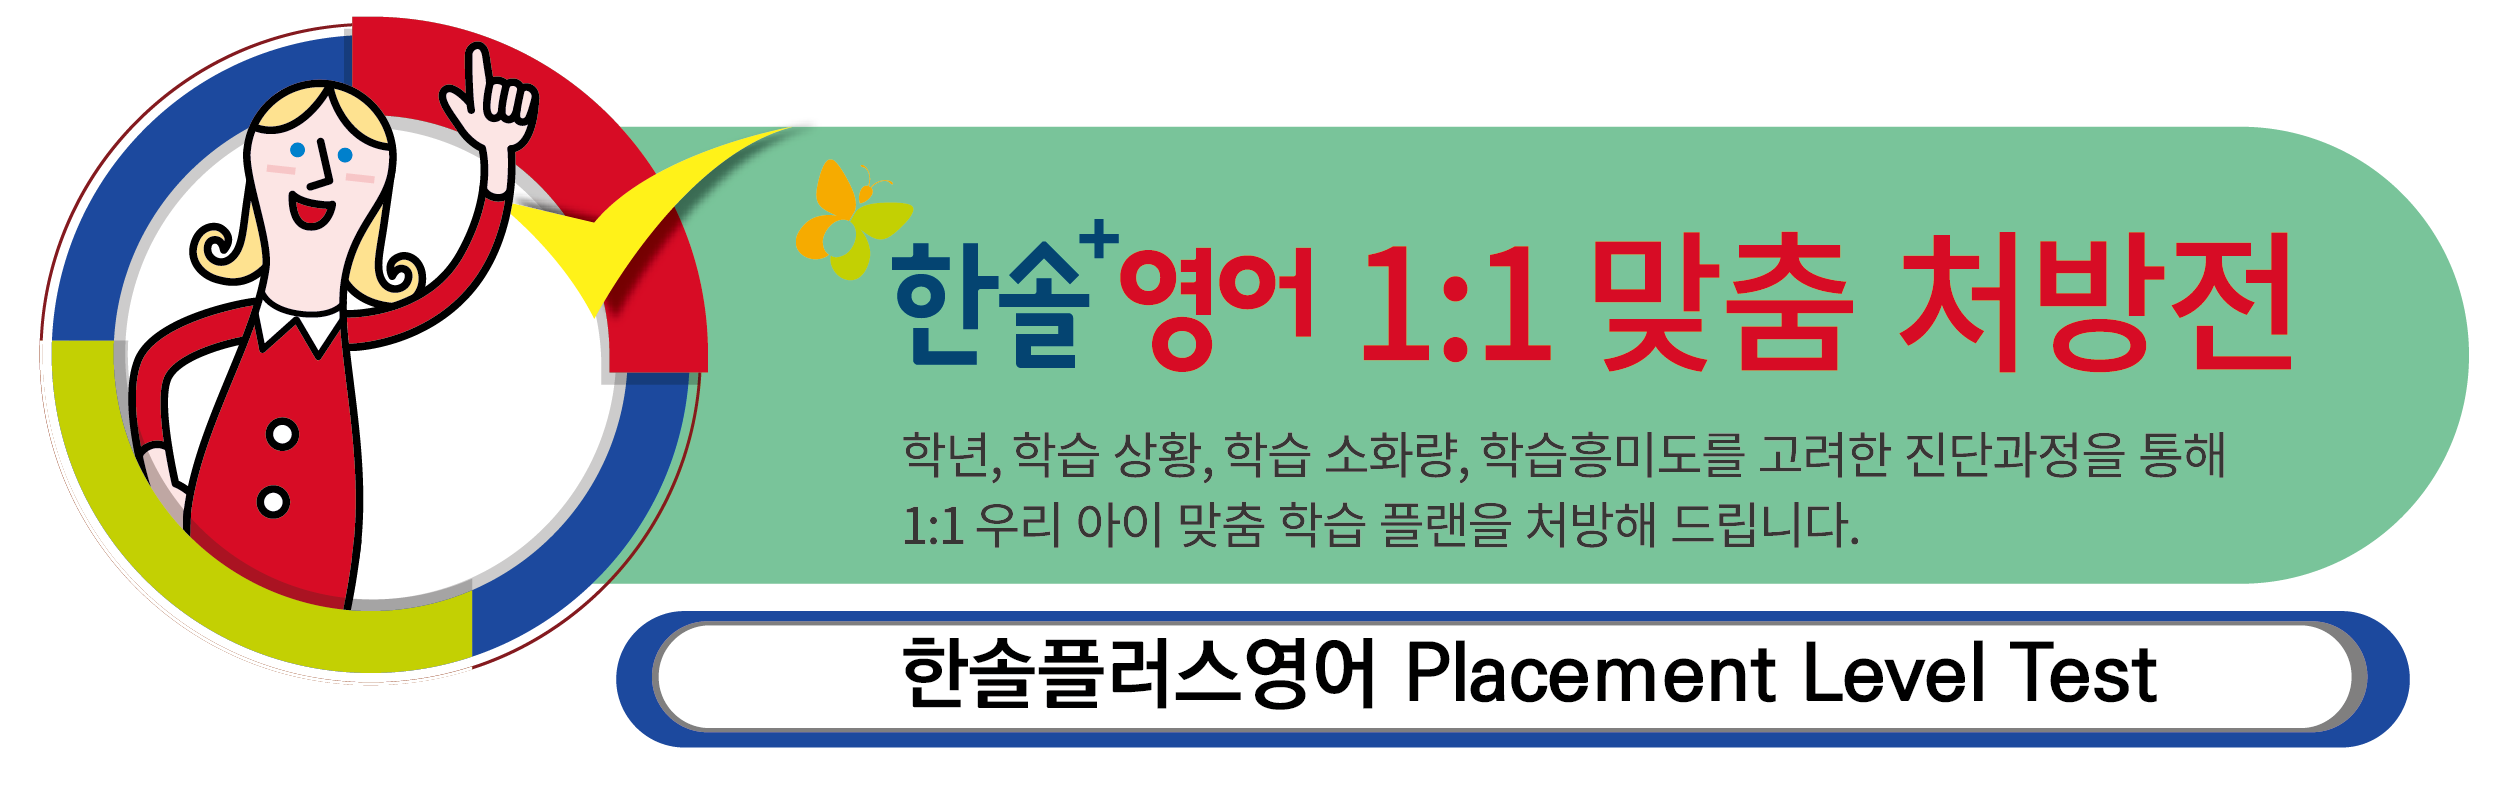 한솔+영어 1:1 맞춤 처방전
학년, 학습 상황, 학습 소화량, 학습흥미도를 고려한 진단과정을 통해
1:1 우리 아이 맞춤 학습 플랜을 처방해 드립니다.
한솔플러스영어 Placement Level Test